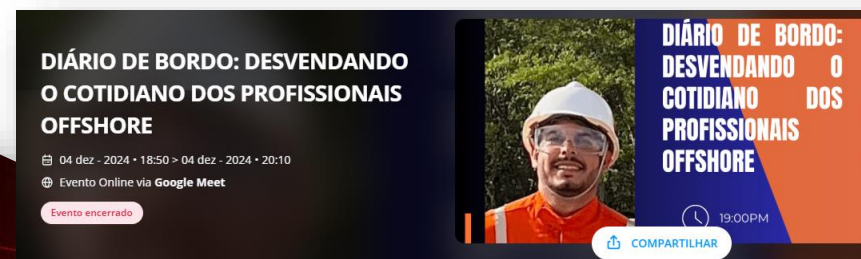 DIÁRIO DE BORDO: DESVENDANDO
O COTIDIANO DOS PROFISSIONAIS
OFFSHORE
04 dez - 2024 • 18:50 > 04 dez - 2024 • 20:10
Evento Online via Google Meet
Evento encerrado
DIÁRIO DE BORDO:
DESVENDANDO O
COTIDIANO DOS
PROFISSIONAIS
OFFSHORE
19:00PM
COMPARTILHAR